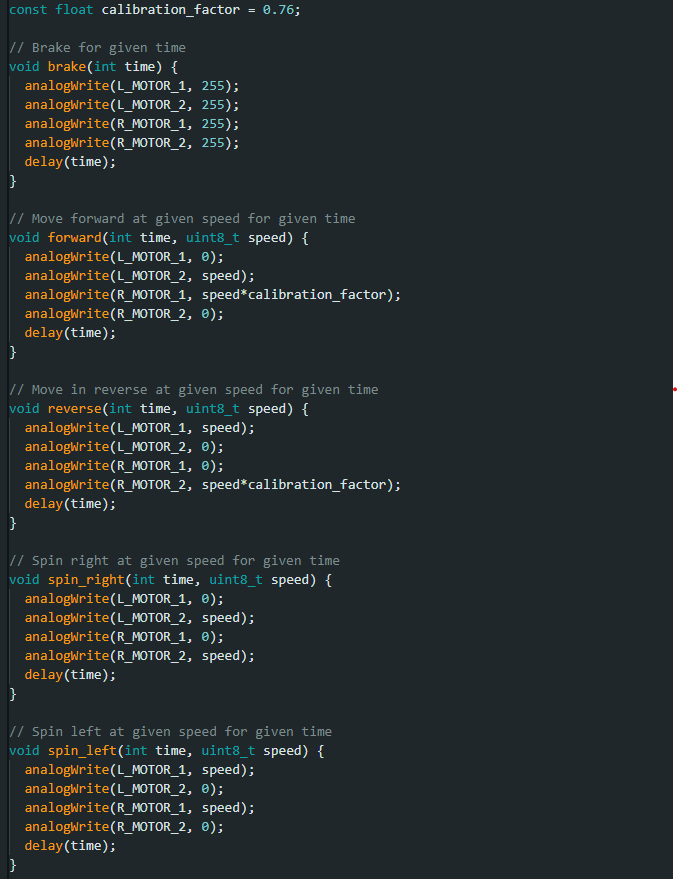 const float calibration_factor = 0.76;
// Brake for given time
void brake(int time) {
  analogWrite(L_MOTOR_1, 255);
  analogWrite(L_MOTOR_2, 255);
  analogWrite(R_MOTOR_1, 255);
  analogWrite(R_MOTOR_2, 255);
  delay(time);
}
// Move forward at given speed for given time
void forward(int time, uint8_t speed) {
  analogWrite(L_MOTOR_1, 0);
  analogWrite(L_MOTOR_2, speed);
  analogWrite(R_MOTOR_1, speed*calibration_factor);
  analogWrite(R_MOTOR_2, 0);
  delay(time);
}
// Move in reverse at given speed for given time
void reverse(int time, uint8_t speed) {
  analogWrite(L_MOTOR_1, speed);
  analogWrite(L_MOTOR_2, 0);
  analogWrite(R_MOTOR_1, 0);
  analogWrite(R_MOTOR_2, speed*calibration_factor);
  delay(time);
}
// Spin right at given speed for given time
void spin_right(int time, uint8_t speed) {
  analogWrite(L_MOTOR_1, 0);
  analogWrite(L_MOTOR_2, speed);
  analogWrite(R_MOTOR_1, 0);
  analogWrite(R_MOTOR_2, speed);
  delay(time);
}
// Spin left at given speed for given time
void spin_left(int time, uint8_t speed) {
  analogWrite(L_MOTOR_1, speed);
  analogWrite(L_MOTOR_2, 0);
  analogWrite(R_MOTOR_1, speed);
  analogWrite(R_MOTOR_2, 0);
  delay(time);
}